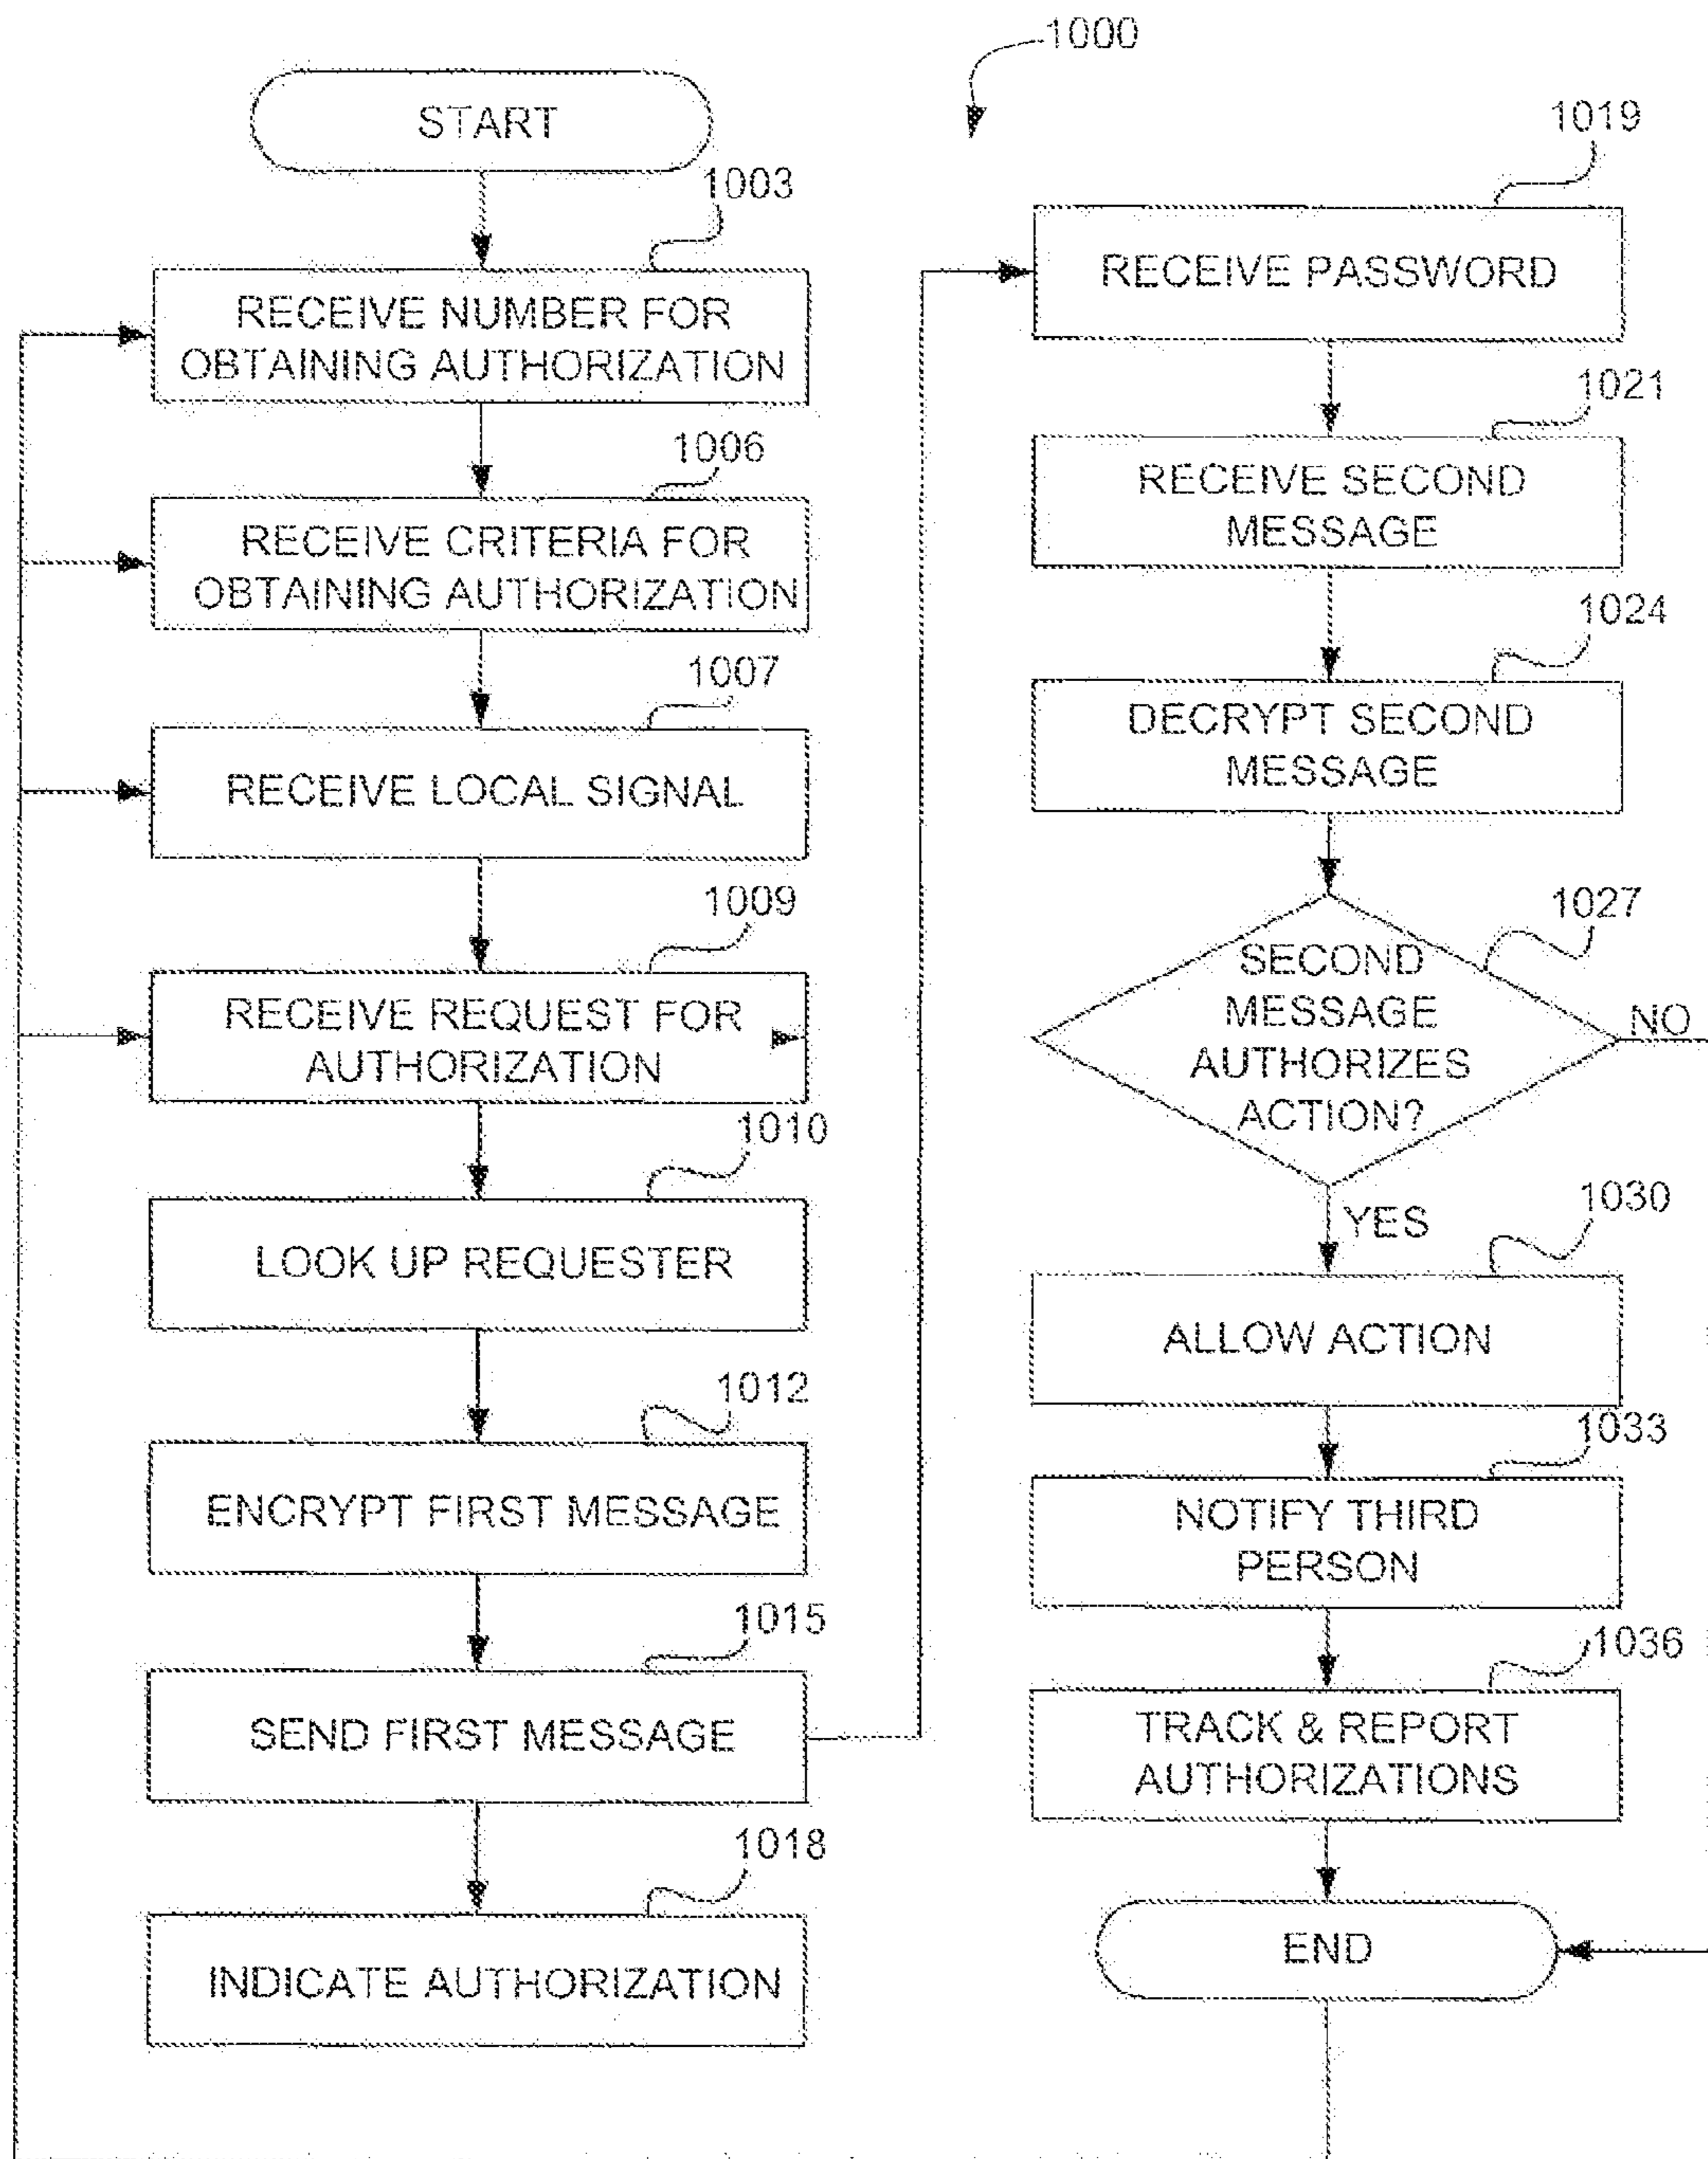 1000
START
1003
RECEIVE NUMBER FOR
OBTAINING AUTHORIZATION
1006
RECEIVE CRITERIA FOR
OBTAINING AUTHORIZATION
1007
RECEIVE LOCAL SIGNAL
1009
RECEIVE REQUEST FOR
AUTHORIZATION
1010
LOOK UP REQUESTER
1012
ENCRYPT FIRST MESSAGE
1015
SEND FIRST MESSAGE
1018
INDICATE AUTHORIZATION
1019
RECEIVE PASSWORD
1021
RECEIVE SECOND
MESSAGE
1024
DECRYPT SECOND
MESSAGE
1027
SECOND
MESSAGE
AUTHORIZES
ACTION?
NO
YES
1030
ALLOW ACTION
1033
NOTIFY THIRD
PERSON
1036
TRACK & REPORT
AUTHORIZATIONS
END